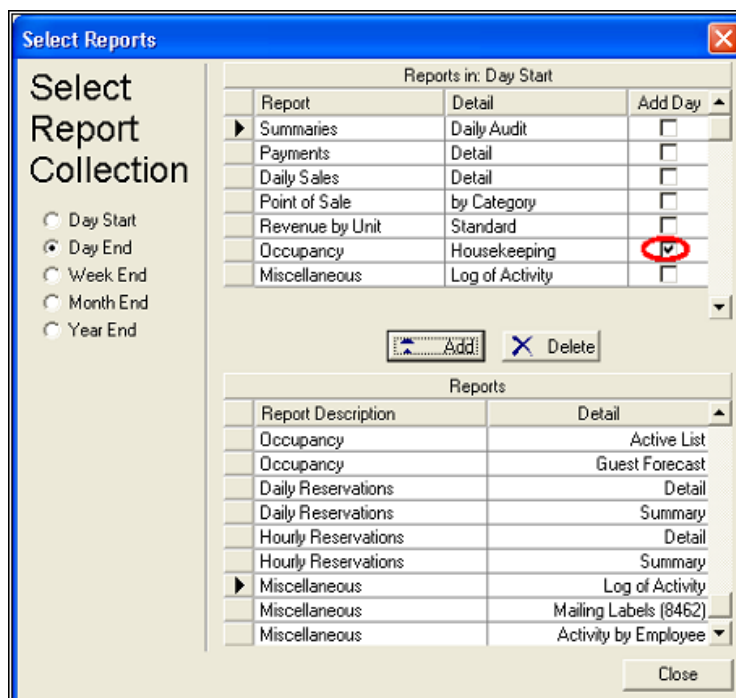 Select Reports
Select
Report
Collection
Day Start
Day End
Week End
Month End
Year End
Reports in: Day Start
Report Detail Add Day
Summaries Daily Audit
Payments Detail
Daily Sales Detail
Point of Sale by Category
Revenue by Unit Standard
Occupancy Housekeeping
Miscellaneous Log of Activity
Add Delete
Reports
Report Description Detail
Occupancy Active List
Occupancy Guest Forecast
Daily Reservations Detail
Daily Reservations Summary
Hourly Reservations Detail
Hourly Reservations Summary
Miscellaneous Log of Activity
Miscellaneous Mailing Labels (8462)
Miscellaneous Activity by Employee
Close